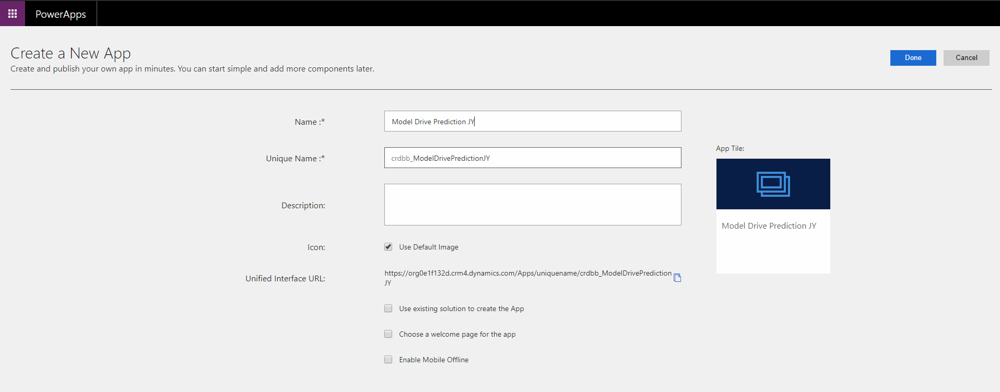 PowerApps
Create a New App
Create and publish your own app in minutes. You can start simple and add more components later.
Done
Cancel
Name :*
Model Drive Prediction JY
Unique Name :*
crdbb_ModelDrivePredictionJY
App Tile:
Model Drive Prediction JY
Description:
Icon:
Use Default Image
Unified Interface URL:
https://org0e1f132d.crm4.dynamics.com/Apps/uniquename/crdbb_ModelDrivePrediction
JY
Use existing solution to create the App
Choose a welcome page for the app
Enable Mobile Offline